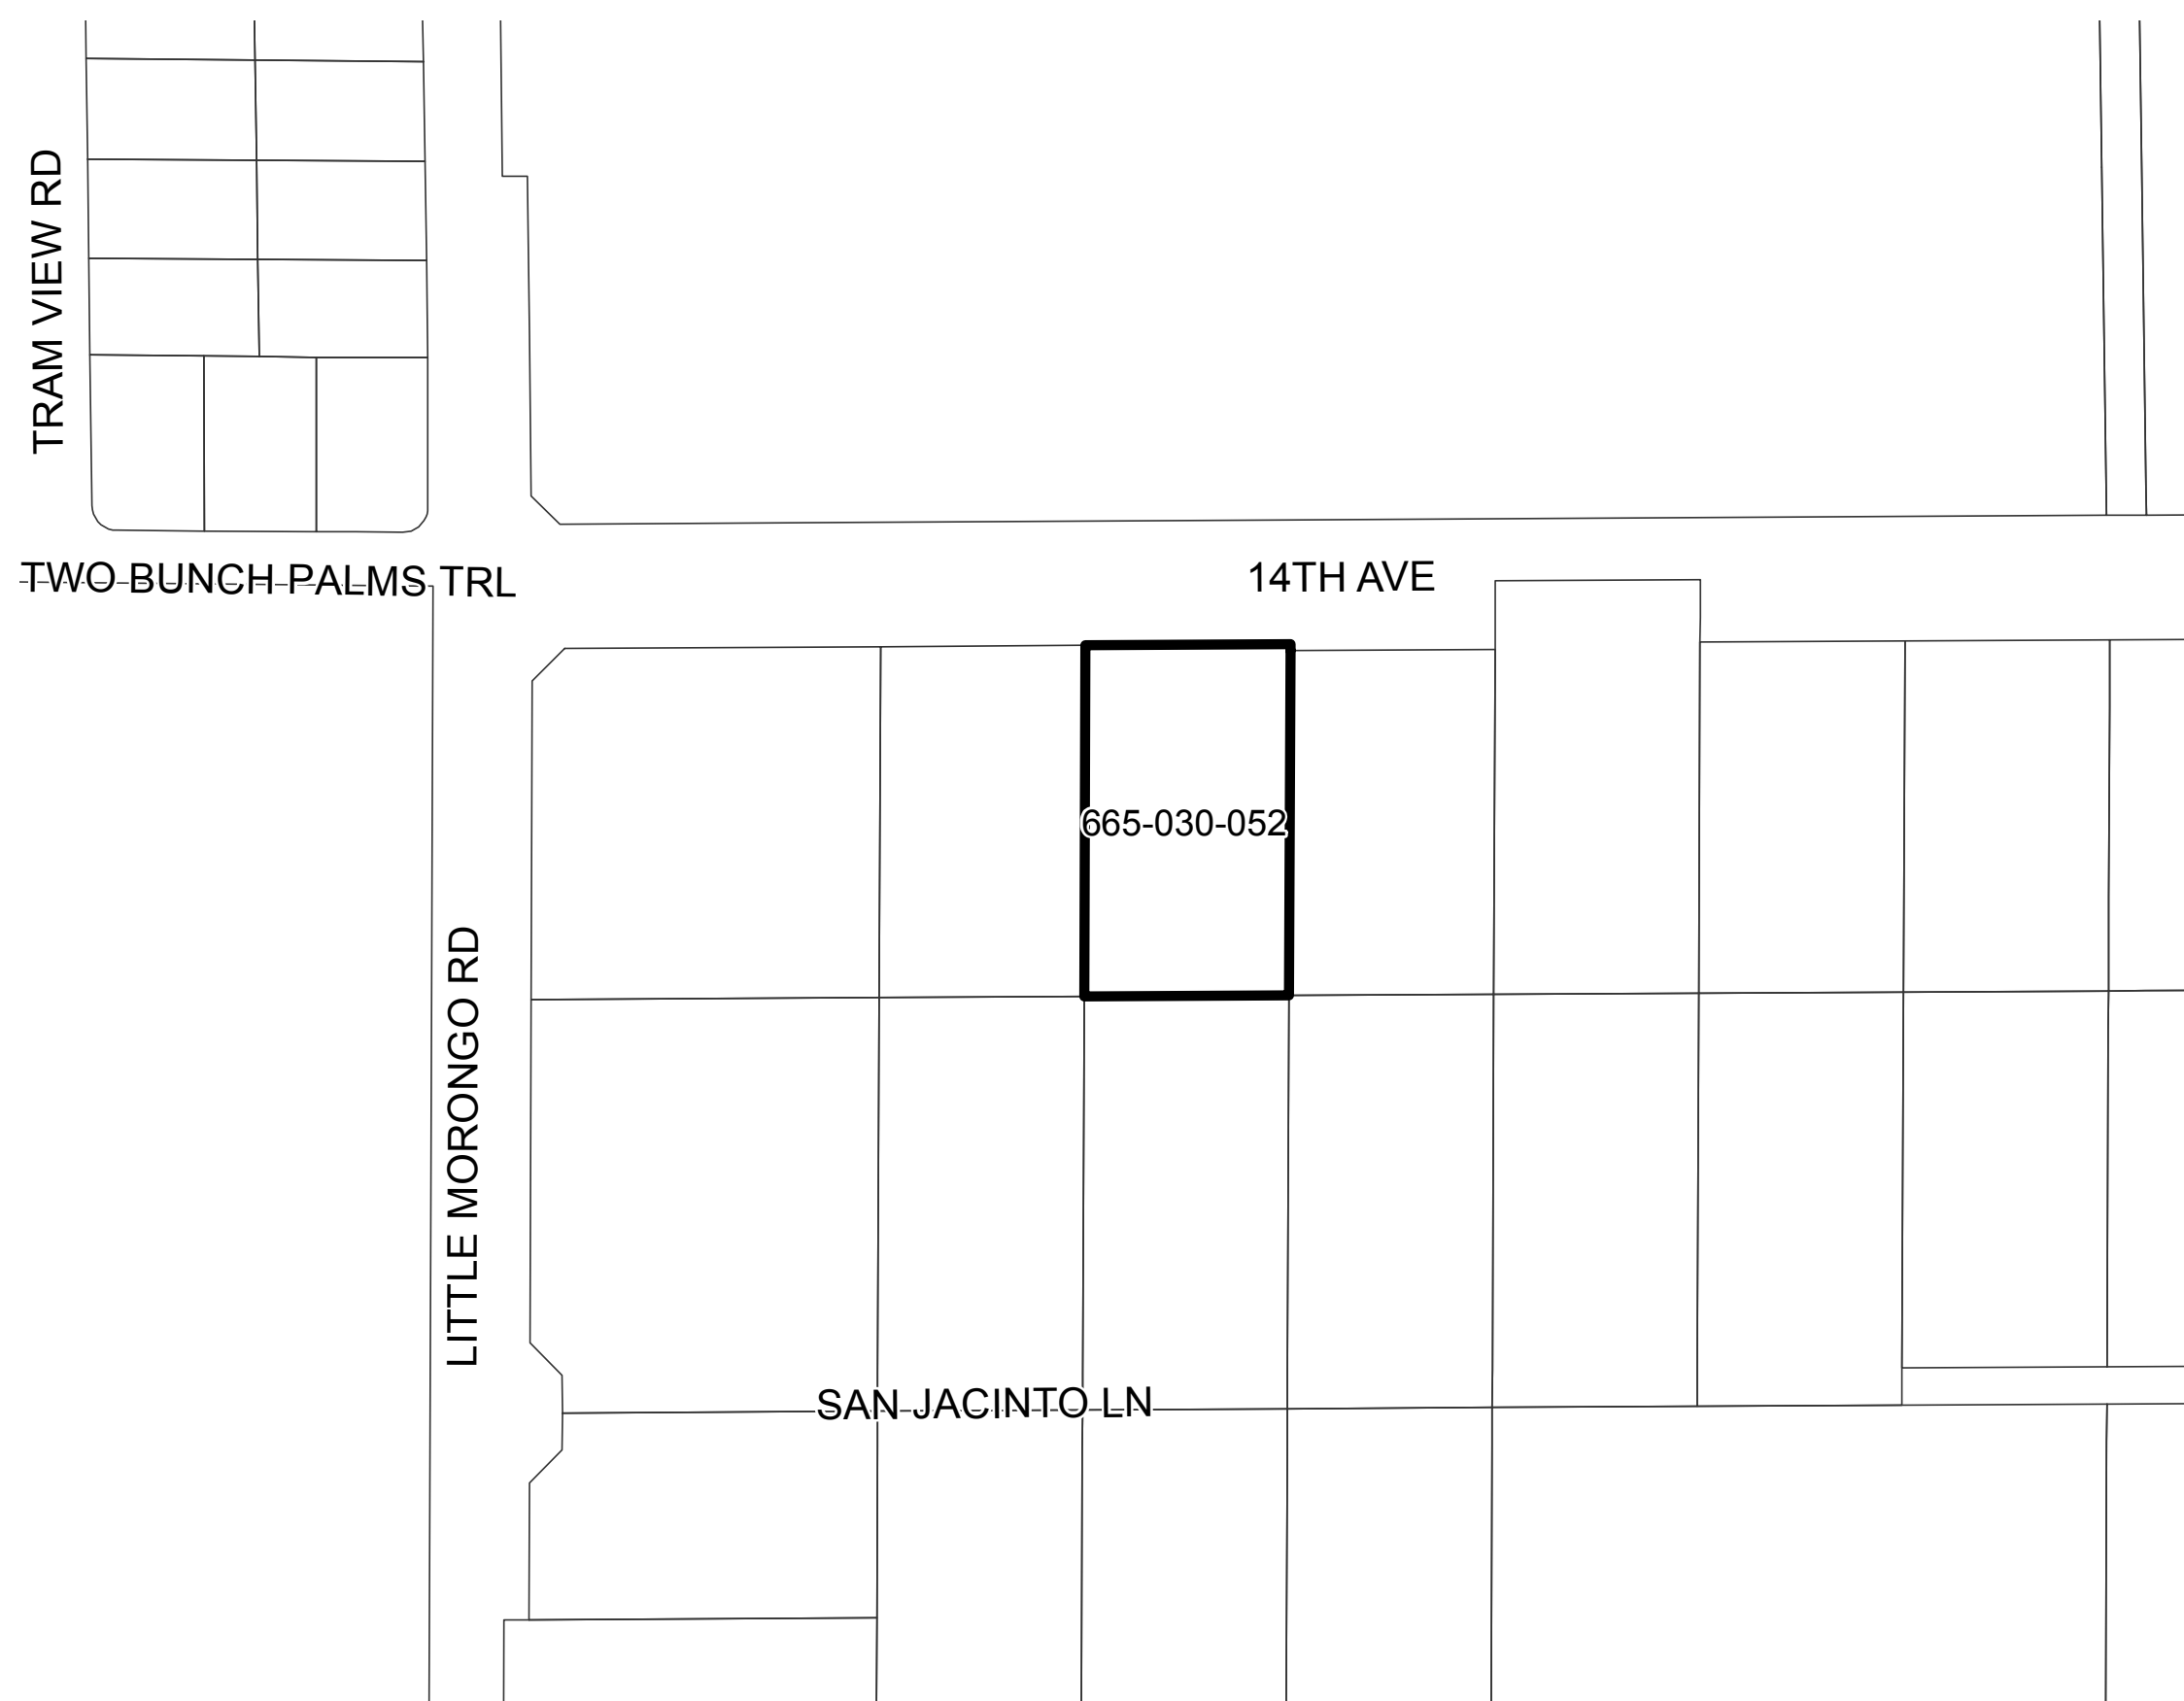 TRAM VIEW RD
TWO BUNCH PALMS TRL
14TH AVE
665-030-052
LITTLE MORONGO RD
SAN JACINTO LN